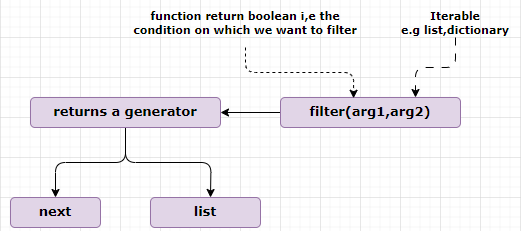 function return boolean i,e the
condition on which we want to filter
Iterable
e.g list,dictionary
returns a generator
filter(arg1,arg2)
next
list